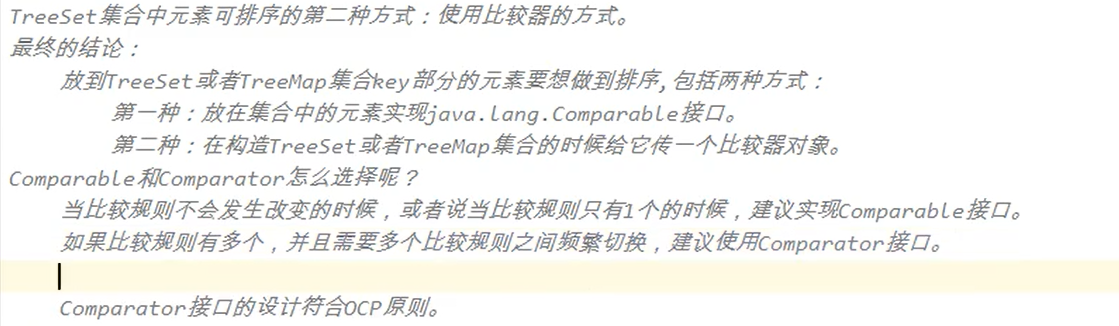 TreeSet集合中元素可排序的第二种方式：使用比较器的方式。
最终的结论：
放到TreeSet或者TreeMap集合key部分的元素要想做到排序,包括两种方式：
第一种：放在集合中的元素实现java.lang.Comparable接口。
第二种：在构造TreeSet或者TreeMap集合的时候给它传一个比较器对象。
Comparable和Comparator怎么选择呢？
当比较规则不会发生改变的时候，或者说当比较规则只有1个的时候，建议实现Comparable接口。
如果比较规则有多个，并且需要多个比较规则之间频繁切换，建议使用Comparator接口。
Comparator接口的设计符合OCP原则。